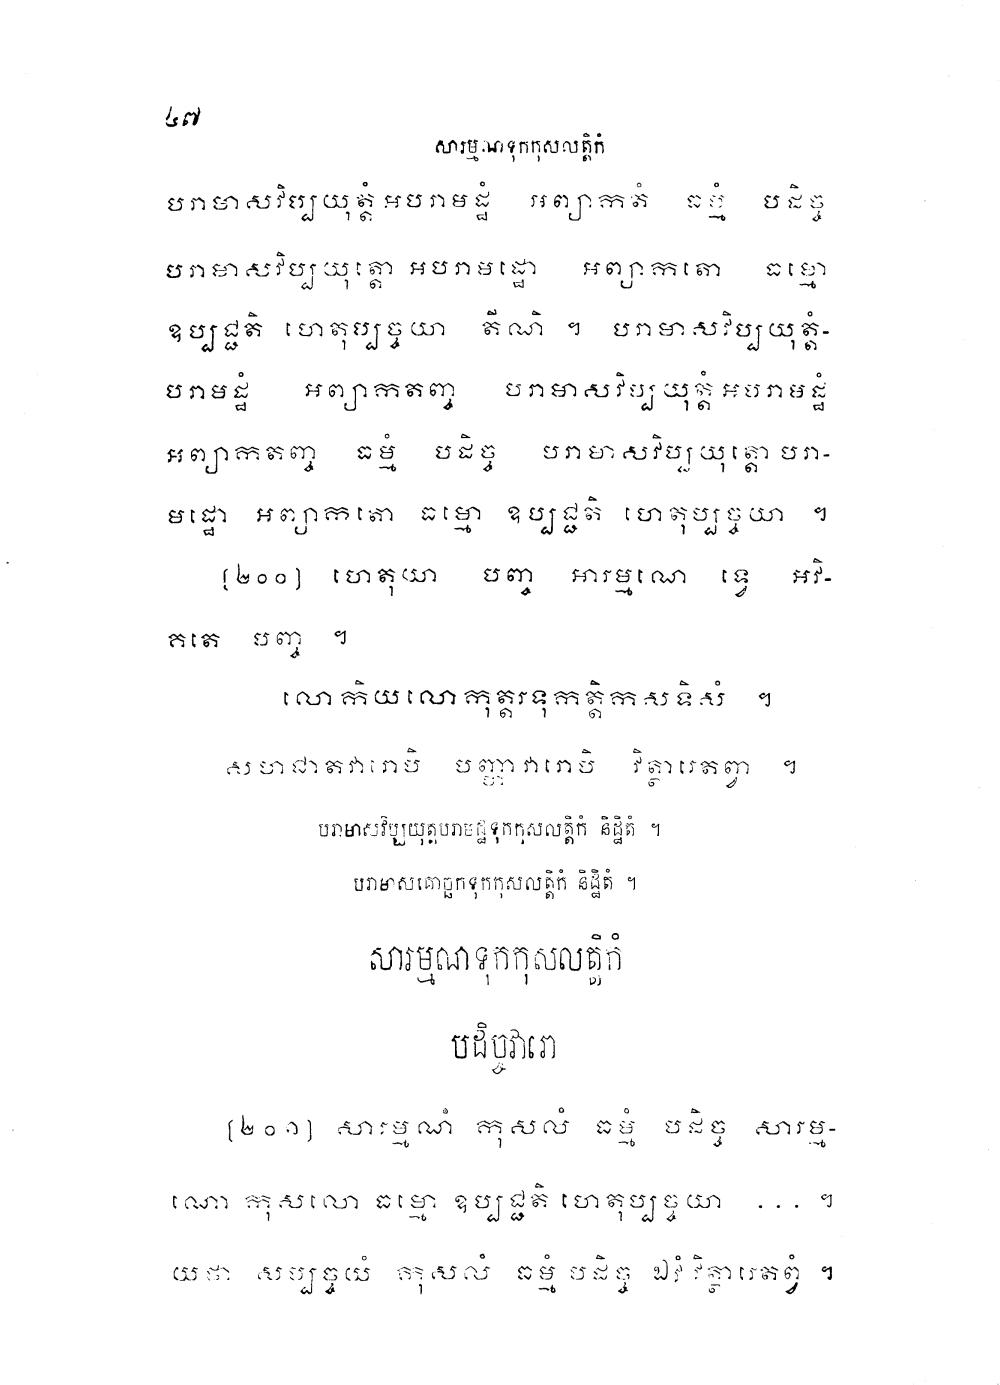 ៤៧
សារម្មណទុកកុសលត្តិកំ
បរាមាសវិប្បយុត្តំអបរាមដ្ឋំ អព្យាកតំ ធម្មំ បដិច្ច
បរាមាសវិប្បយុត្តោ អបរាមដ្ឋោ អព្យាកតោ ធម្មោ
ឧប្បជ្ជតិ ហេតុប្បច្ចយា តីណិ ។ បរាមាសវិប្បយុត្តំ-
បរាមដ្ឋំ អព្យាកតញ្ច បរាមាសវិប្បយុត្តំអបរាមដ្ឋំ
អព្យាកតញ្ច ធម្មំ បដិច្ច បរាមាសវិប្បយុត្តោ បរា-
មដ្ឋោ អព្យាកតោ ធម្មោ ឧប្បជ្ជតិ ហេតុប្បច្ចយា ។
[២០០] ហេតុយា បញ្ច អារម្មណេ ទ្វេ អវិ-
កតេ បញ្ច ។
លោកិយលោកុត្តរទុកត្តិកសទិសំ ។
សហជាតវារោបិ បញ្ហាវារោបិ វិត្ថារេតព្វា ។
បរាមាសវិប្បយុត្តបរាមដ្ឋទុកកុសលត្តិកំ និដ្ឋិតំ ។
បរាមាសគោច្ឆកទុកកុសលត្តិកំ និដ្ឋិតំ ។
សារម្មណទុកកុសលត្តិកំ
បដិច្ចវារោ
[២០១] សារម្មណំ កុសលំ ធម្មំ បដិច្ច សារម្ម-
ណោ កុសលោ ធម្មោ ឧប្បជ្ជតិ ហេតុប្បច្ចយា ... ។
យថា សប្បច្ចយំ កុសលំ ធម្មំ បដិច្ច ឯវំ វិត្ថារេតព្វំ ។